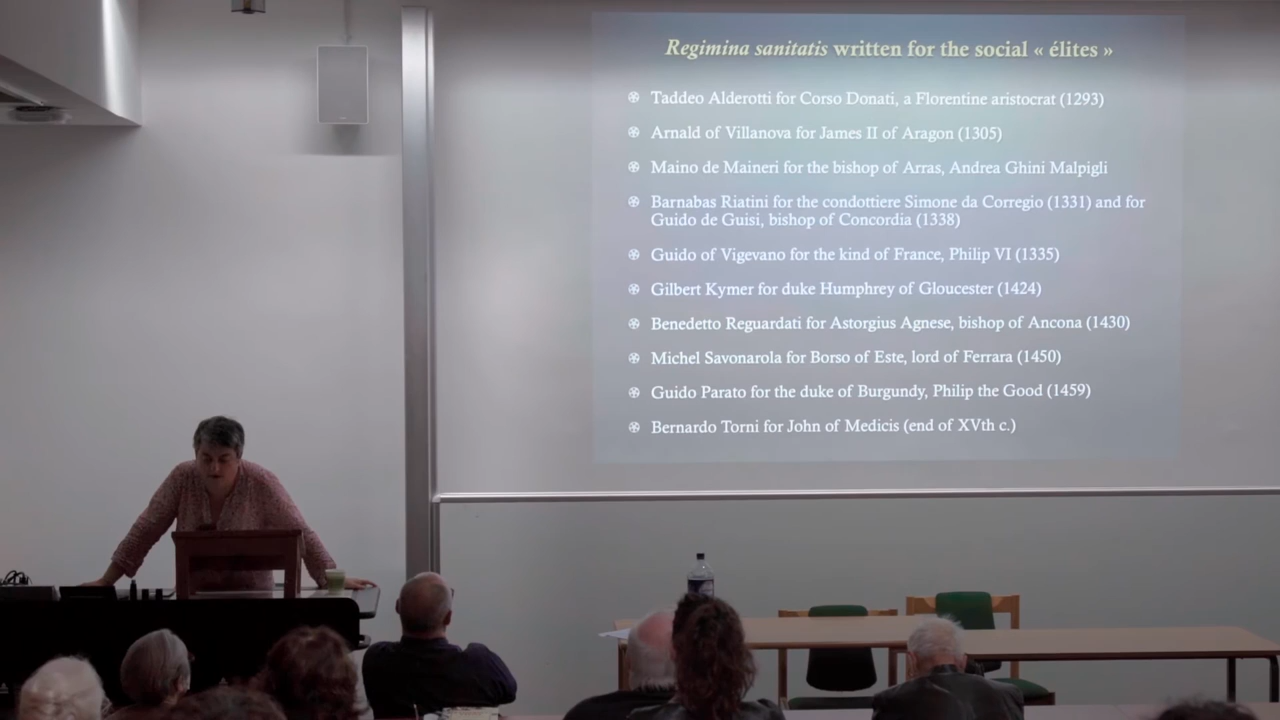 Regimina sanitatis written for the social « élites »
Taddeo Alderotti for Corso Donati, a Florentine aristocrat (1293)
Arnald of Villanova for James II of Aragon (1305)
Maino de Maineri for the bishop of Arras, Andrea Ghini Malpigli
Barnabas Riatini for the condottiere Simone da Corregio (1331) and for
Guido de Guisi, bishop of Concordia (1338)
Guido of Vigevano for the kind of France, Philip VI (1335)
Gilbert Kymer for duke Humphrey of Gloucester (1424)
Benedetto Reguardati for Astorgius Agnese, bishop of Ancona (1430)
Michel Savonarola for Borso of Este, lord of Ferrara (1450)
Guido Parato for the duke of Burgundy, Philip the Good (1459)
Bernardo Torni for John of Medicis (end of XVth c.)